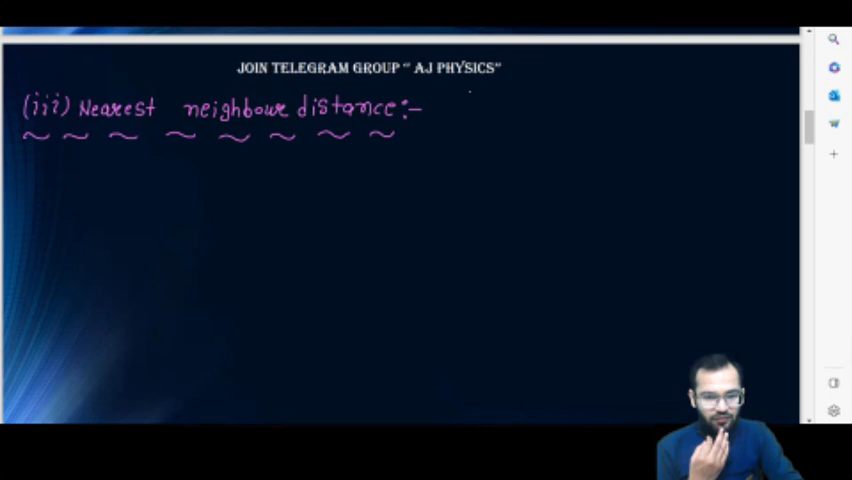 JOIN TELEGRAM GROUP “ AJ PHYSICS”
(iii) Nearest neighbour distance:-